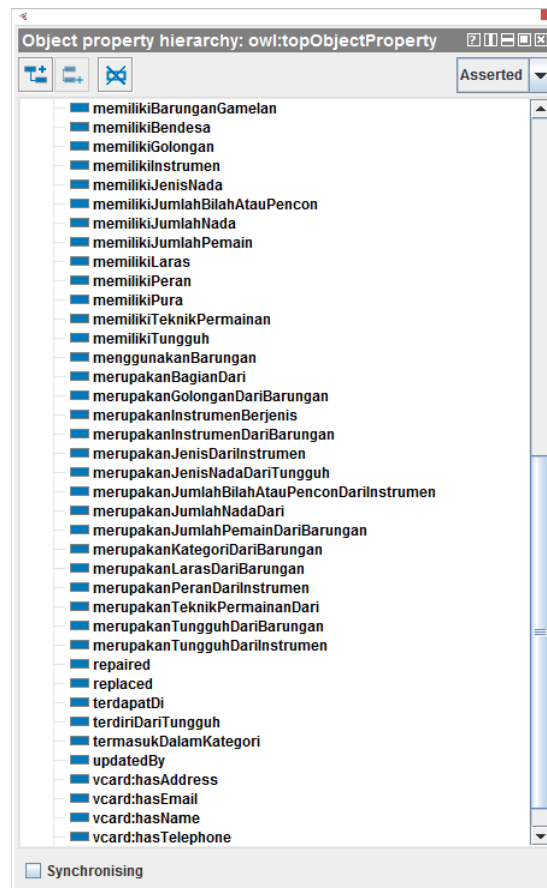 Object property hierarchy: owl:topObjectProperty
Asserted
memilikiBarunganGamelan
memilikiBendesa
memilikiGolongan
memilikiInstrumen
memilikiJenisNada
memilikiJumlahBilahAtauPencon
memilikiJumlahNada
memilikiJumlahPemain
memilikiLaras
memilikiPeran
memilikiPura
memilikiTeknikPermainan
memilikiTungguh
menggunakanBarungan
merupakanBagianDari
merupakanGolonganDariBarungan
merupakanInstrumenBerjenis
merupakanInstrumenDariBarungan
merupakanJenisDariInstrumen
merupakanJenisNadaDariTungguh
merupakanJumlahBilahAtauPenconDariInstrumen
merupakanJumlahNadaDari
merupakanJumlahPemainDariBarungan
merupakanKategoriDariBarungan
merupakanLarasDariBarungan
merupakanPeranDariInstrumen
merupakanTeknikPermainanDari
merupakanTungguhDariBarungan
merupakanTungguhDariInstrumen
repaired
replaced
terdapatDi
terdiriDariTungguh
termasukDalamKategori
updatedBy
vcard:hasAddress
vcard:hasEmail
vcard:hasName
vcard:hasTelephone
Synchronising